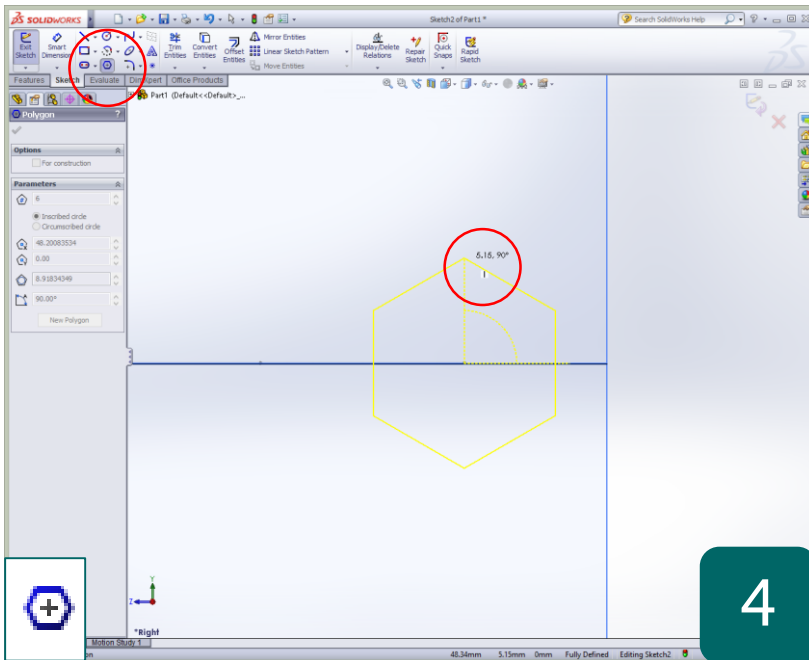 SOLIDWORKS
Sketch2 of Part1 *
Search SolidWorks Help
Exit Sketch
Smart Dimension
Trim Entities
Convert Entities
Offset Entities
Mirror Entities
Linear Sketch Pattern
Move Entities
Display/Delete Relations
Repair Sketch
Quick Snaps
Rapid Sketch
Features
Sketch
Evaluate
DimXpert
Office Products
Part1 (Default<<Default>_...
Polygon
?
Options
For construction
Parameters
6
Inscribed circle
Circumscribed circle
48.20083534
0.00
8.91834349
90.00°
New Polygon
5.15, 90°
Y
Z
*Right
Motion Study 1
48.34mm 5.15mm 0mm Fully Defined Editing Sketch2
4